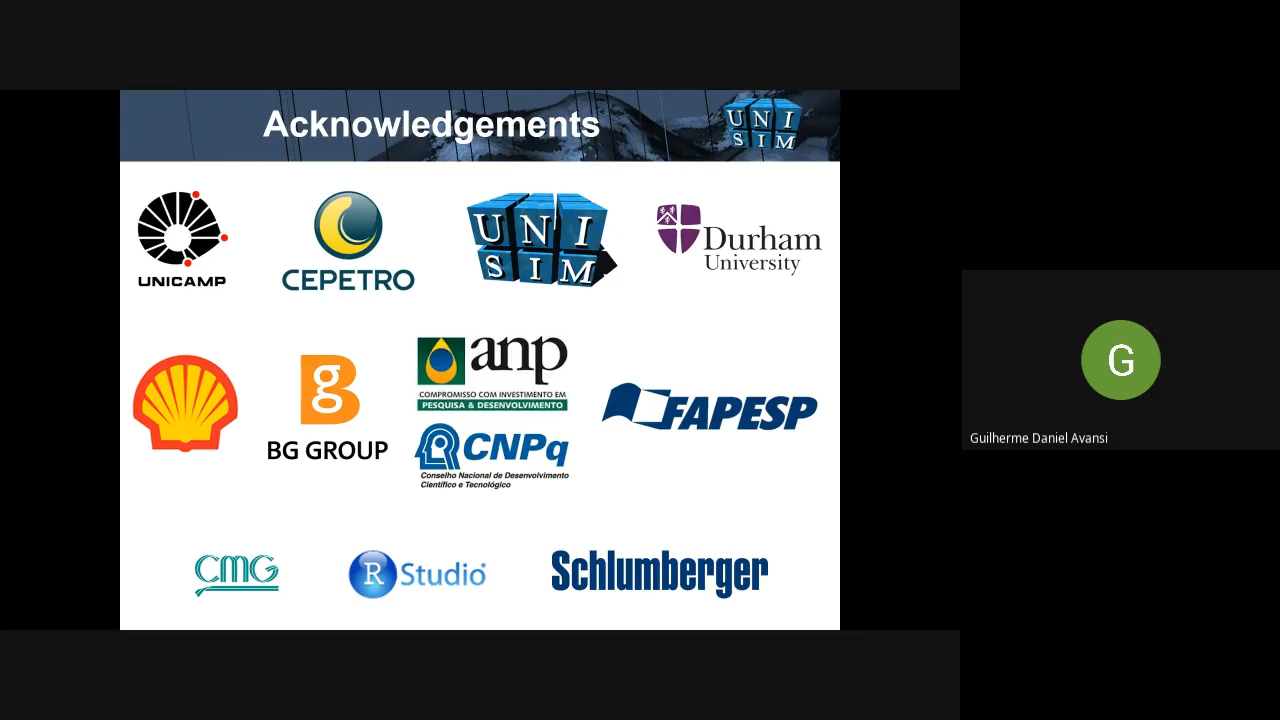 Acknowledgements
UNI
SIM
UNICAMP
CEPETRO
UNI
SIM
Durham
University
g
BG GROUP
anp
COMPROMISSO COM INVESTIMENTO EM
PESQUISA & DESENVOLVIMENTO
CNPq
Conselho Nacional de Desenvolvimento
Científico e Tecnológico
FAPESP
CMG
R Studio
Schlumberger
G
Guilherme Daniel Avansi